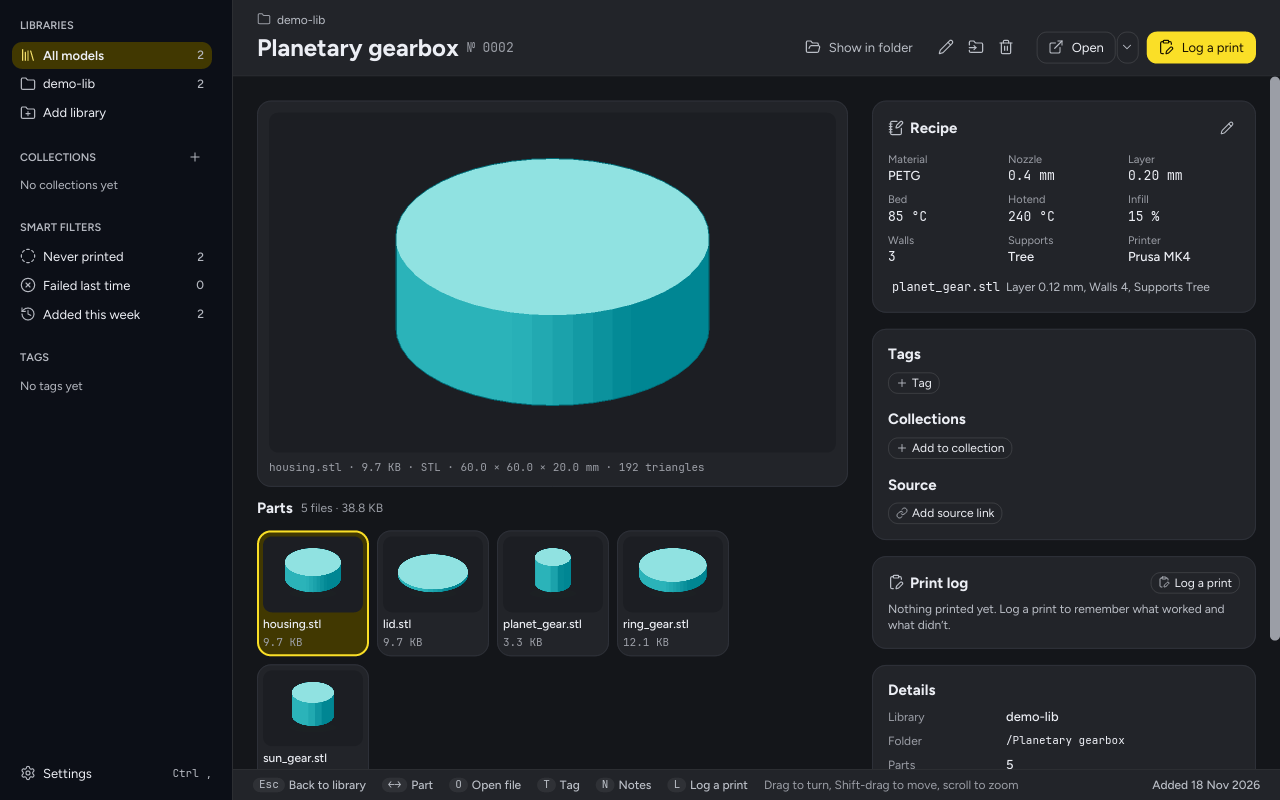 LIBRARIES
All models 2
demo-lib 2
Add library
COLLECTIONS
No collections yet
SMART FILTERS
Never printed 2
Failed last time 0
Added this week 2
TAGS
No tags yet
Settings Ctrl ,
demo-lib
Planetary gearbox № 0002
Show in folder
Open
Log a print
housing.stl · 9.7 KB · STL · 60.0 × 60.0 × 20.0 mm · 192 triangles
Parts 5 files · 38.8 KB
housing.stl
9.7 KB
lid.stl
9.7 KB
planet_gear.stl
3.3 KB
ring_gear.stl
12.1 KB
sun_gear.stl
Recipe
Material Nozzle Layer
PETG 0.4 mm 0.20 mm
Bed Hotend Infill
85 °C 240 °C 15 %
Walls Supports Printer
3 Tree Prusa MK4
planet_gear.stl Layer 0.12 mm, Walls 4, Supports Tree
Tags
+ Tag
Collections
+ Add to collection
Source
Add source link
Print log
Log a print
Nothing printed yet. Log a print to remember what worked and
what didn't.
Details
Library demo-lib
Folder /Planetary gearbox
Parts 5
Esc Back to library ↔ Part O Open file T Tag N Notes L Log a print Drag to turn, Shift-drag to move, scroll to zoom Added 18 Nov 2026